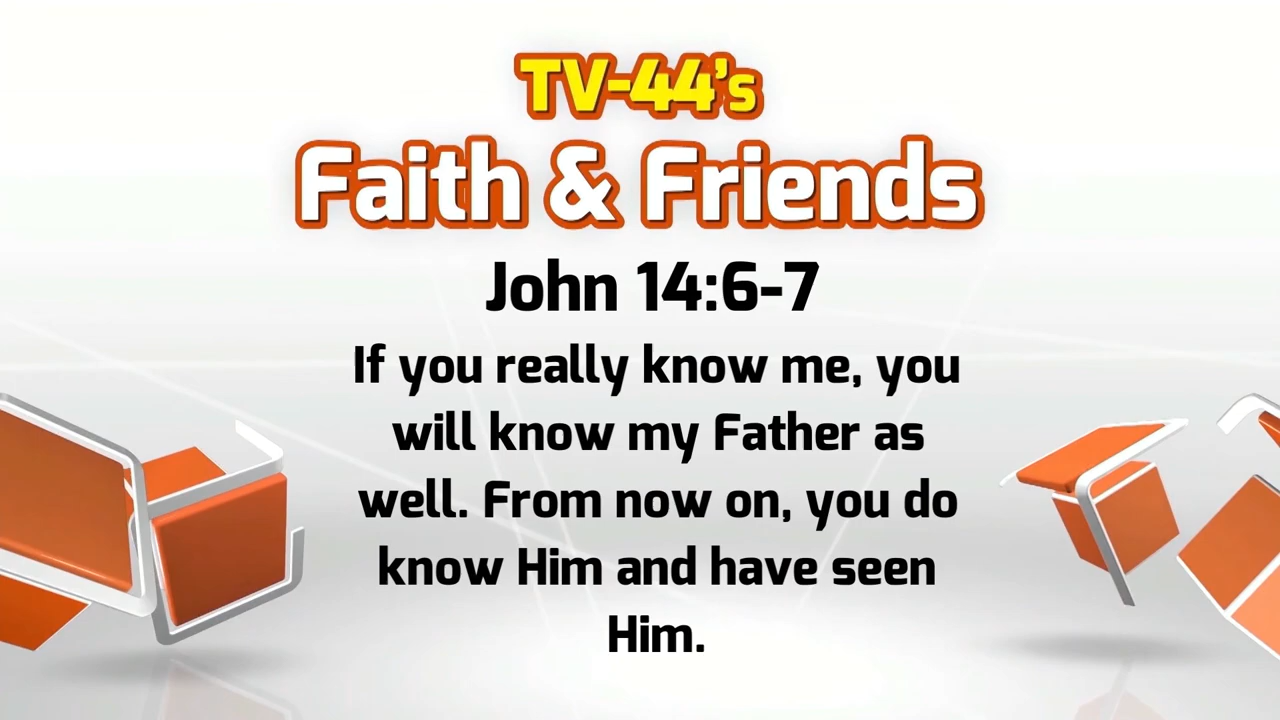 TV-44's
Faith & Friends
John 14:6-7
If you really know me, you
will know my Father as
well. From now on, you do
know Him and have seen
Him.